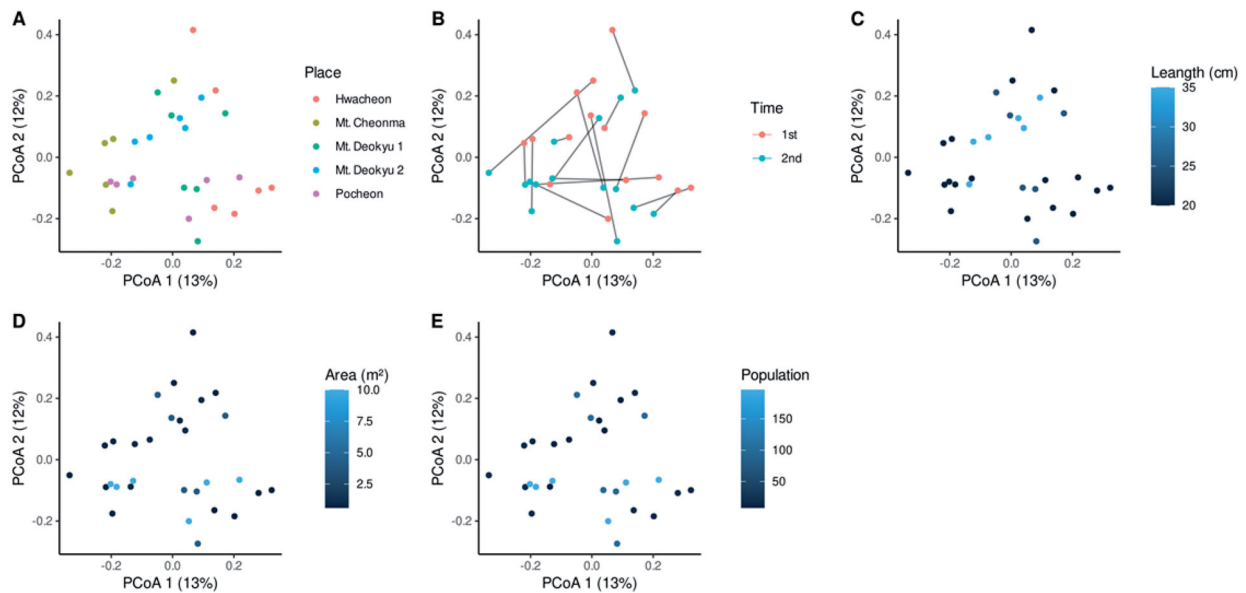 A
0.4
0.2
0.0
-0.2
PCoA 2 (12%)
-0.2
0.0
0.2
PCoA 1 (13%)
Place
Hwacheon
Mt. Cheonma
Mt. Deokyu 1
Mt. Deokyu 2
Pocheon
B
0.4
0.2
0.0
-0.2
PCoA 2 (12%)
-0.2
0.0
0.2
PCoA 1 (13%)
Time
1st
2nd
C
0.4
0.2
0.0
-0.2
PCoA 2 (12%)
-0.2
0.0
0.2
PCoA 1 (13%)
Leangth (cm)
35
30
25
20
D
0.4
0.2
0.0
-0.2
PCoA 2 (12%)
-0.2
0.0
0.2
PCoA 1 (13%)
Area (m²)
10.0
7.5
5.0
2.5
E
0.4
0.2
0.0
-0.2
PCoA 2 (12%)
-0.2
0.0
0.2
PCoA 1 (13%)
Population
150
100
50